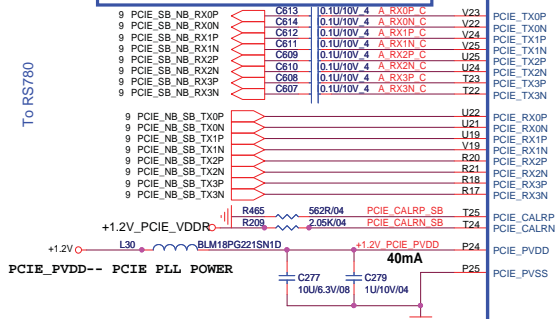 To RS780
9 PCIE_SB_NB_RX0P C613 0.1U/10V_4 A_RX0P_C V23 PCIE_TX0P
9 PCIE_SB_NB_RX0N C614 0.1U/10V_4 A_RX0N_C V22 PCIE_TX0N
9 PCIE_SB_NB_RX1P C612 0.1U/10V_4 A_RX1P_C V24 PCIE_TX1P
9 PCIE_SB_NB_RX1N C611 0.1U/10V_4 A_RX1N_C V25 PCIE_TX1N
9 PCIE_SB_NB_RX2P C609 0.1U/10V_4 A_RX2P_C U25 PCIE_TX2P
9 PCIE_SB_NB_RX2N C610 0.1U/10V_4 A_RX2N_C U24 PCIE_TX2N
9 PCIE_SB_NB_RX3P C608 0.1U/10V_4 A_RX3P_C T23 PCIE_TX3P
9 PCIE_SB_NB_RX3N C607 0.1U/10V_4 A_RX3N_C T22 PCIE_TX3N
9 PCIE_NB_SB_TX0P U22 PCIE_RX0P
9 PCIE_NB_SB_TX0N U21 PCIE_RX0N
9 PCIE_NB_SB_TX1P U19 PCIE_RX1P
9 PCIE_NB_SB_TX1N V19 PCIE_RX1N
9 PCIE_NB_SB_TX2P R20 PCIE_RX2P
9 PCIE_NB_SB_TX2N R21 PCIE_RX2N
9 PCIE_NB_SB_TX3P R18 PCIE_RX3P
9 PCIE_NB_SB_TX3N R17 PCIE_RX3N
R465 562R/04 PCIE_CALRP_SB T25 PCIE_CALRP
+1.2V_PCIE_VDDR R209 2.05K/04 PCIE_CALRN_SB T24 PCIE_CALRN
+1.2V L30 BLM18PG221SN1D +1.2V_PCIE_PVDD P24 PCIE_PVDD
40mA
PCIE_PVDD-- PCIE PLL POWER P25 PCIE_PVSS
C277 C279
10U/6.3V/08 1U/10V/04